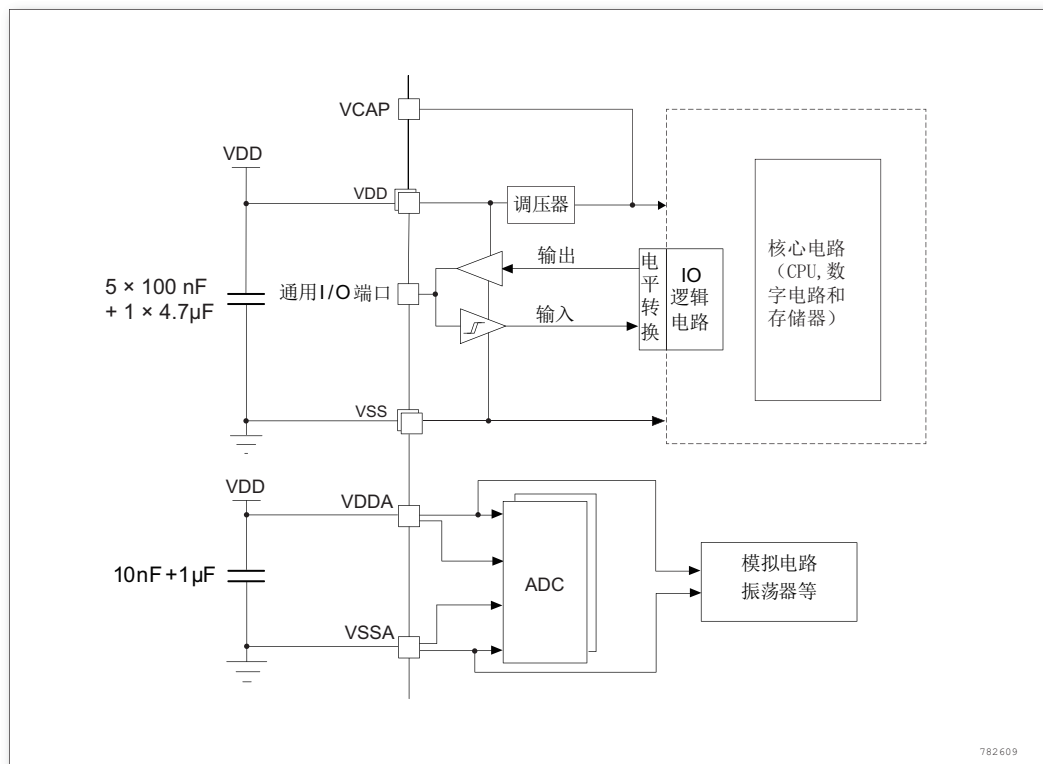 VCAP
VDD
VDD
调压器
输出
通用I/O端口
5 × 100 nF
+ 1 × 4.7µF
输入
电平转换
IO
逻辑
电路
核心电路
(CPU,数
字电路和
存储器)
VSS
VDD
VDDA
10nF+1µF
ADC
模拟电路
振荡器等
VSSA
782609